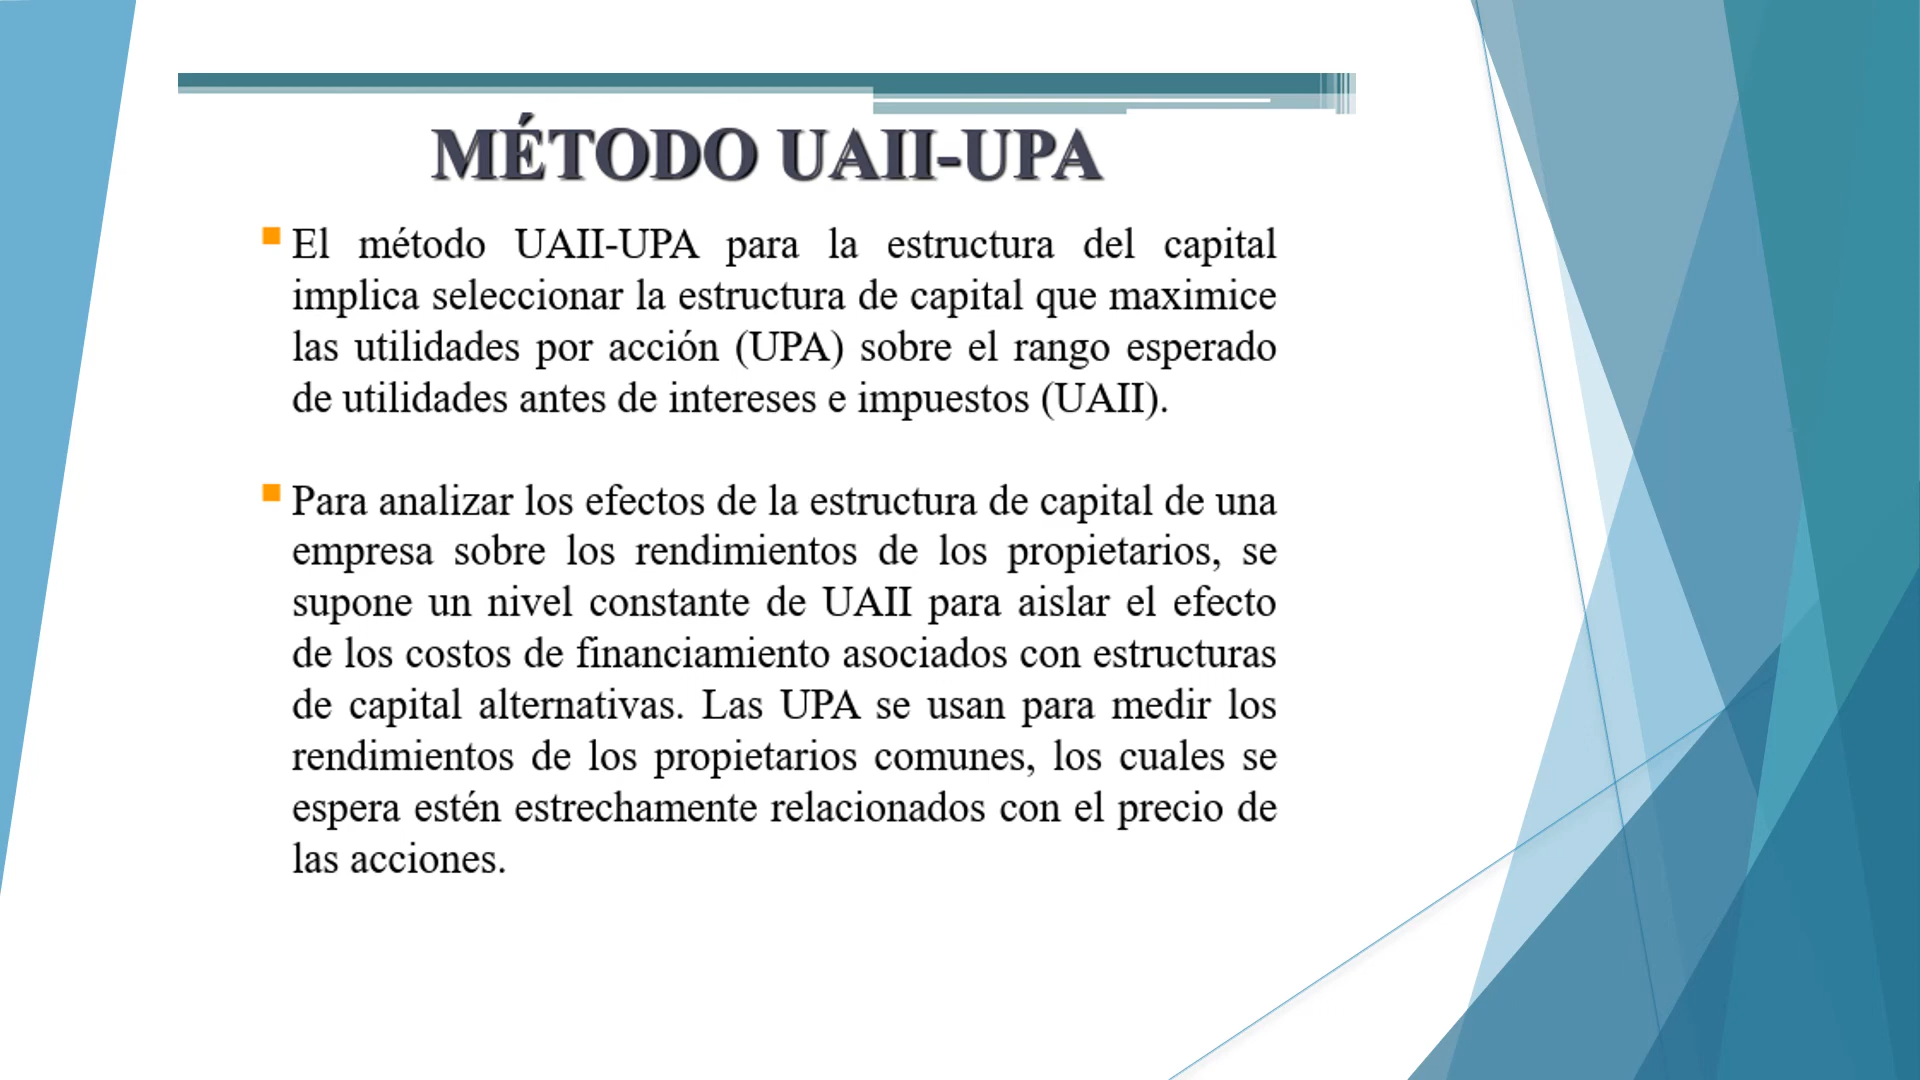 MÉTODO UAII-UPA
El método UAII-UPA para la estructura del capital
implica seleccionar la estructura de capital que maximice
las utilidades por acción (UPA) sobre el rango esperado
de utilidades antes de intereses e impuestos (UAII).
Para analizar los efectos de la estructura de capital de una
empresa sobre los rendimientos de los propietarios, se
supone un nivel constante de UAII para aislar el efecto
de los costos de financiamiento asociados con estructuras
de capital alternativas. Las UPA se usan para medir los
rendimientos de los propietarios comunes, los cuales se
espera estén estrechamente relacionados con el precio de
las acciones.